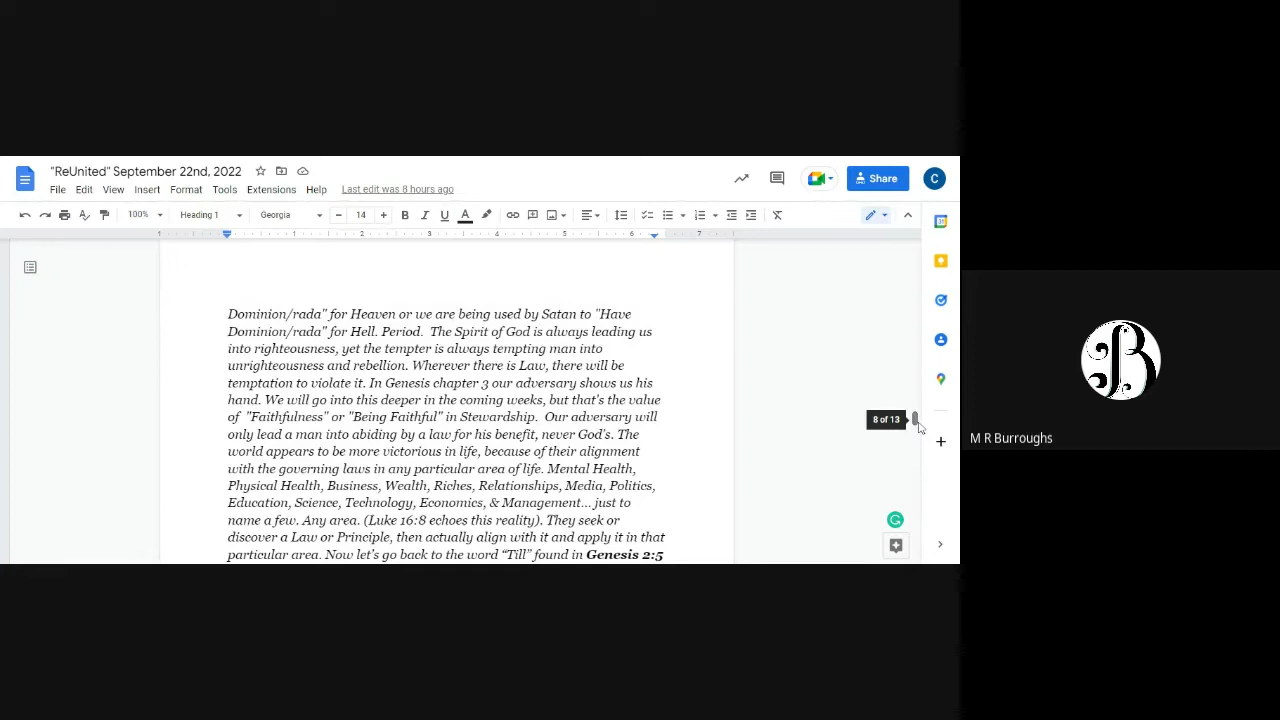 "ReUnited" September 22nd, 2022
File Edit View Insert Format Tools Extensions Help Last edit was 8 hours ago
Share
C
100% Heading 1 Georgia 14 B I U A
1 1 2 3 4 5 6 7
Dominion/rada" for Heaven or we are being used by Satan to "Have
Dominion/rada" for Hell. Period.  The Spirit of God is always leading us
into righteousness, yet the tempter is always tempting man into
unrighteousness and rebellion. Wherever there is Law, there will be
temptation to violate it. In Genesis chapter 3 our adversary shows us his
hand. We will go into this deeper in the coming weeks, but that's the value
of  "Faithfulness" or "Being Faithful" in Stewardship.  Our adversary will
only lead a man into abiding by a law for his benefit, never God's. The
world appears to be more victorious in life, because of their alignment
with the governing laws in any particular area of life. Mental Health,
Physical Health, Business, Wealth, Riches, Relationships, Media, Politics,
Education, Science, Technology, Economics, & Management... just to
name a few. Any area. (Luke 16:8 echoes this reality). They seek or
discover a Law or Principle, then actually align with it and apply it in that
particular area. Now let's go back to the word “Till” found in Genesis 2:5
8 of 13
B
M R Burroughs